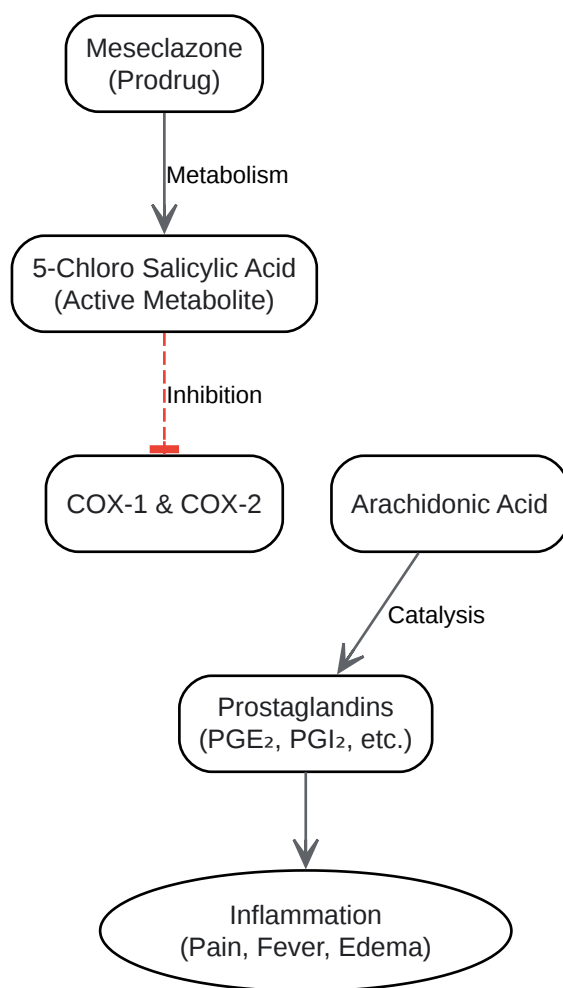 Meseclazone
(Prodrug)
Metabolism
5-Chloro Salicylic Acid
(Active Metabolite)
Inhibition
COX-1 & COX-2
Arachidonic Acid
Catalysis
Prostaglandins
(PGE₂, PGI₂, etc.)
Inflammation
(Pain, Fever, Edema)